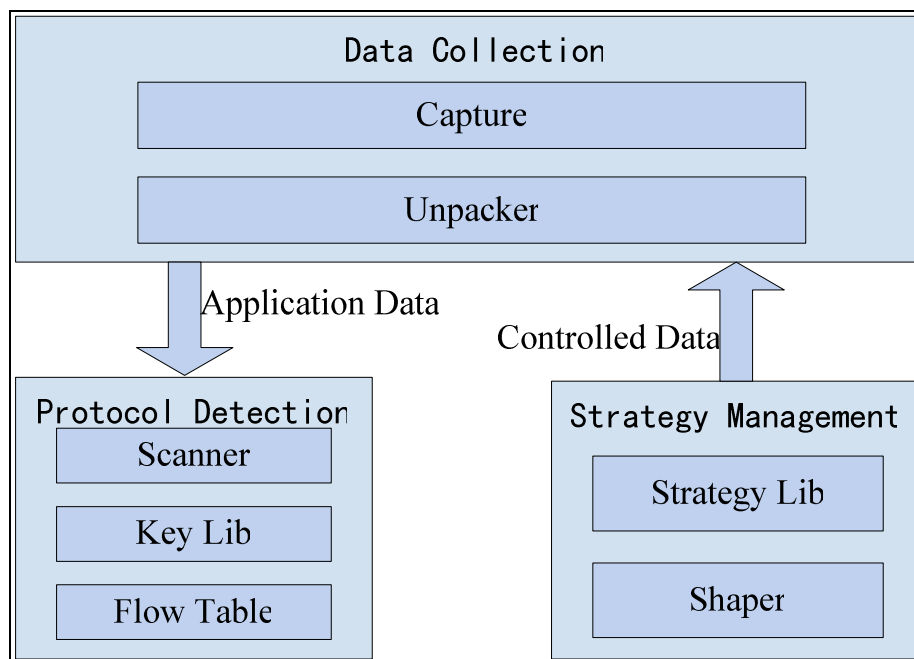 Data Collection
Capture
Unpacker
Application Data
Controlled Data
Protocol Detection
Scanner
Key Lib
Flow Table
Strategy Management
Strategy Lib
Shaper